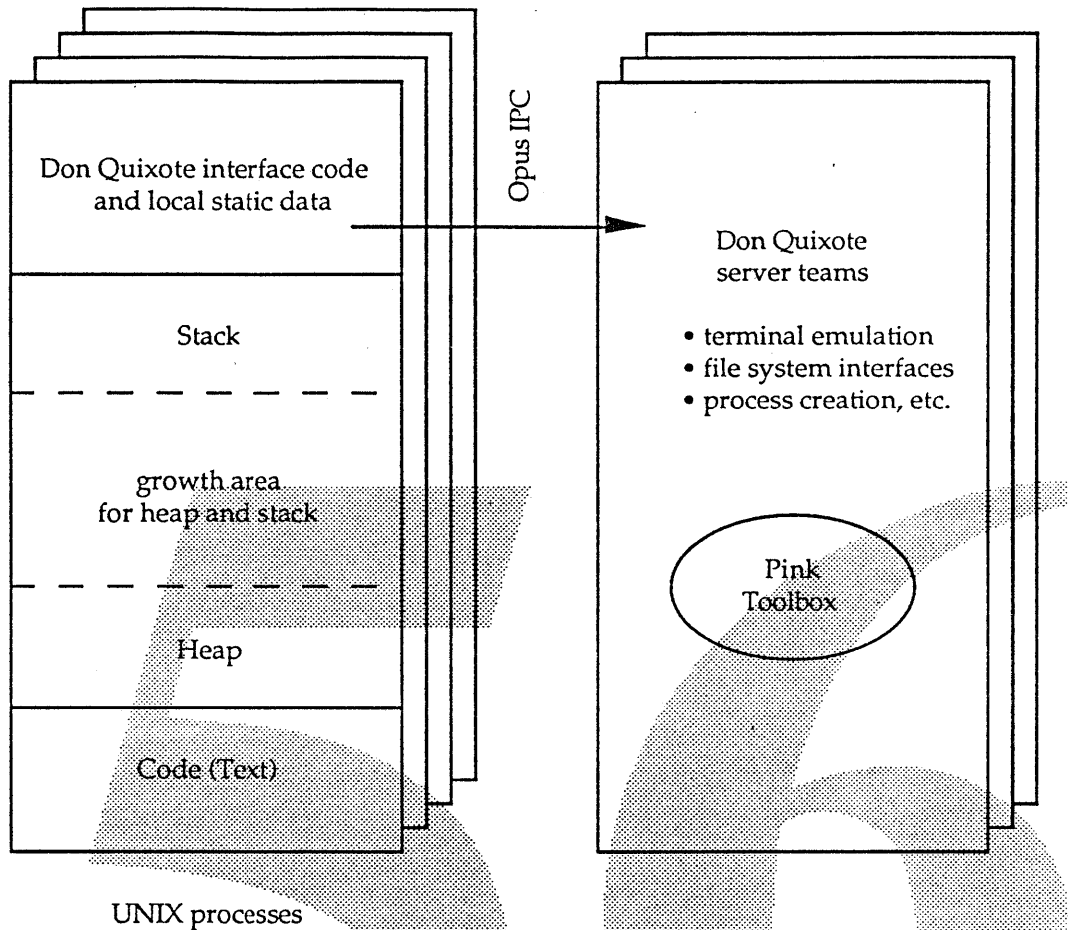 Don Quixote interface code
and local static data
Opus IPC
Stack
growth area
for heap and stack
Heap
Code (Text)
UNIX processes
Don Quixote
server teams
• terminal emulation
• file system interfaces
• process creation, etc.
Pink
Toolbox